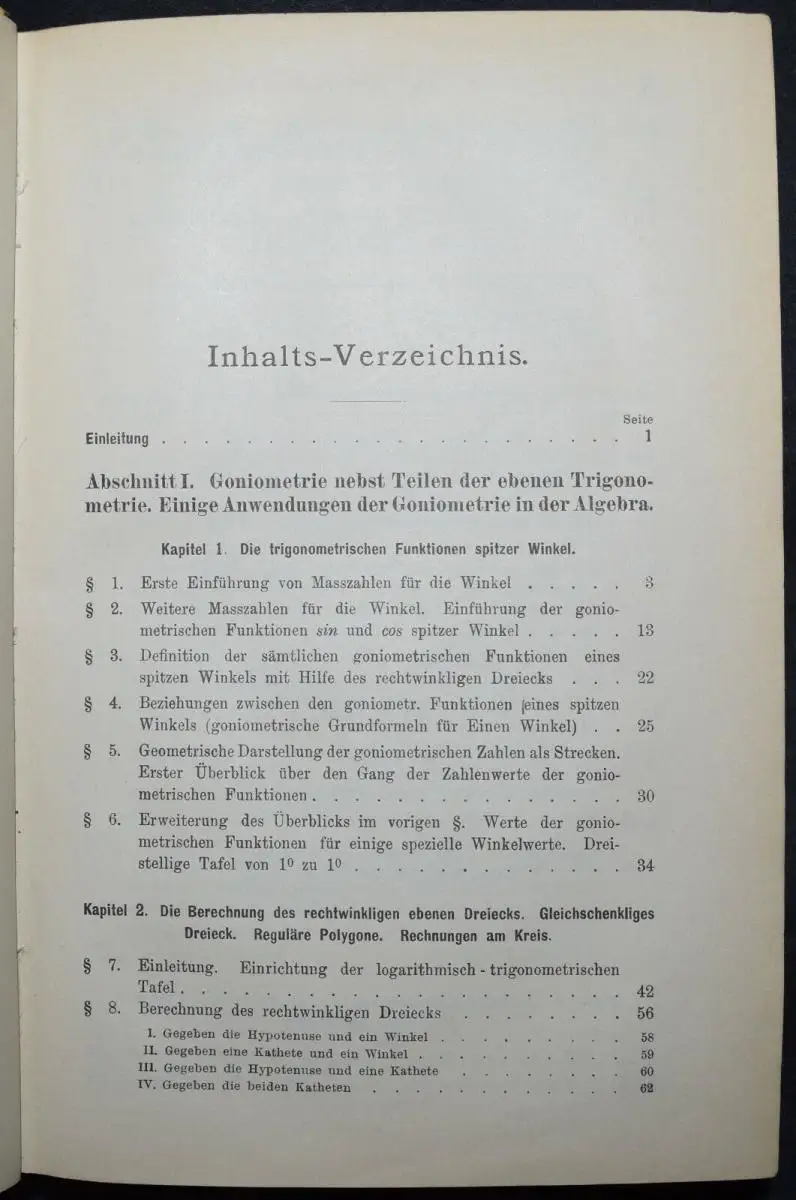 Inhalts-Verzeichnis.
Seite
Einleitung . . . . . . . . . . . . . . . . . . . . . . 1
Abschnitt I. Goniometrie nebst Teilen der ebenen Trigono-
metrie. Einige Anwendungen der Goniometrie in der Algebra.
Kapitel 1. Die trigonometrischen Funktionen spitzer Winkel.
§ 1. Erste Einführung von Masszahlen für die Winkel . . . . . 3
§ 2. Weitere Masszahlen für die Winkel. Einführung der gonio-
metrischen Funktionen sin und cos spitzer Winkel . . . . . 13
§ 3. Definition der sämtlichen goniometrischen Funktionen eines
spitzen Winkels mit Hilfe des rechtwinkligen Dreiecks . . . 22
§ 4. Beziehungen zwischen den goniometr. Funktionen eines spitzen
Winkels (goniometrische Grundformeln für Einen Winkel) . . 25
§ 5. Geometrische Darstellung der goniometrischen Zahlen als Strecken.
Erster Überblick über den Gang der Zahlenwerte der gonio-
metrischen Funktionen . . . . . . . . . . . . . . . 30
§ 6. Erweiterung des Überblicks im vorigen §. Werte der gonio-
metrischen Funktionen für einige spezielle Winkelwerte. Drei-
stellige Tafel von 1⁰ zu 1⁰ . . . . . . . . . . . . . 34
Kapitel 2. Die Berechnung des rechtwinkligen ebenen Dreiecks. Gleichschenkliges
Dreieck. Reguläre Polygone. Rechnungen am Kreis.
§ 7. Einleitung. Einrichtung der logarithmisch-trigonometrischen
Tafel . . . . . . . . . . . . . . . . . . . . . 42
§ 8. Berechnung des rechtwinkligen Dreiecks . . . . . . . . 56
I. Gegeben die Hypotenuse und ein Winkel . . . . . . . . . 58
II. Gegeben eine Kathete und ein Winkel . . . . . . . . . . 59
III. Gegeben die Hypotenuse und eine Kathete . . . . . . . . 60
IV. Gegeben die beiden Katheten . . . . . . . . . . . . 62